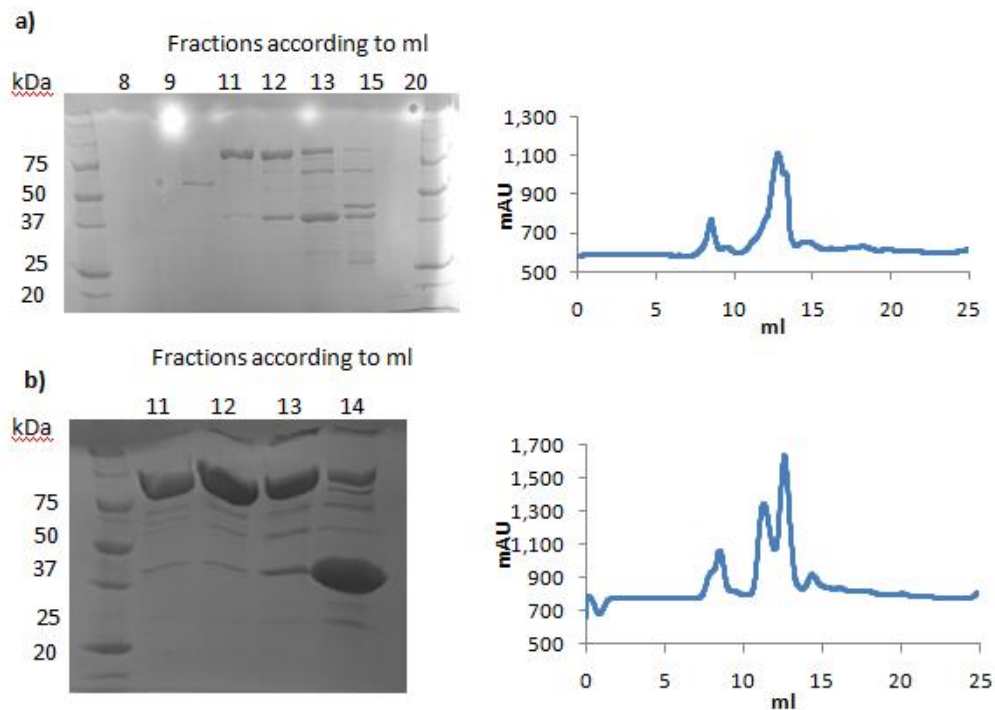 a)
Fractions according to ml
kDa 8 9 11 12 13 15 20
75
50
37
25
20
1,300
1,100
900
700
500
mAU
0 5 10 15 20 25
ml
Fractions according to ml
b)
kDa 11 12 13 14
75
50
37
25
20
1,700
1,500
1,300
1,100
900
700
500
mAU
0 5 10 15 20 25
ml